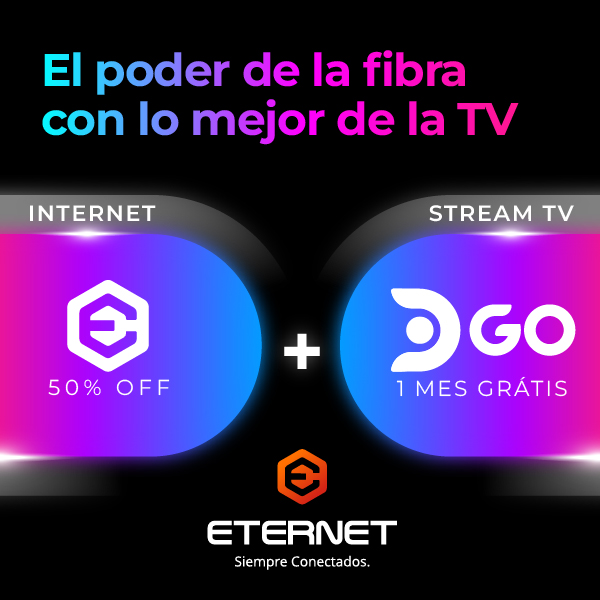 El poder de la fibra
con lo mejor de la TV
INTERNET
STREAM TV
50% OFF
DGO
1 MES GRÁTIS
ETERNET
Siempre Conectados.